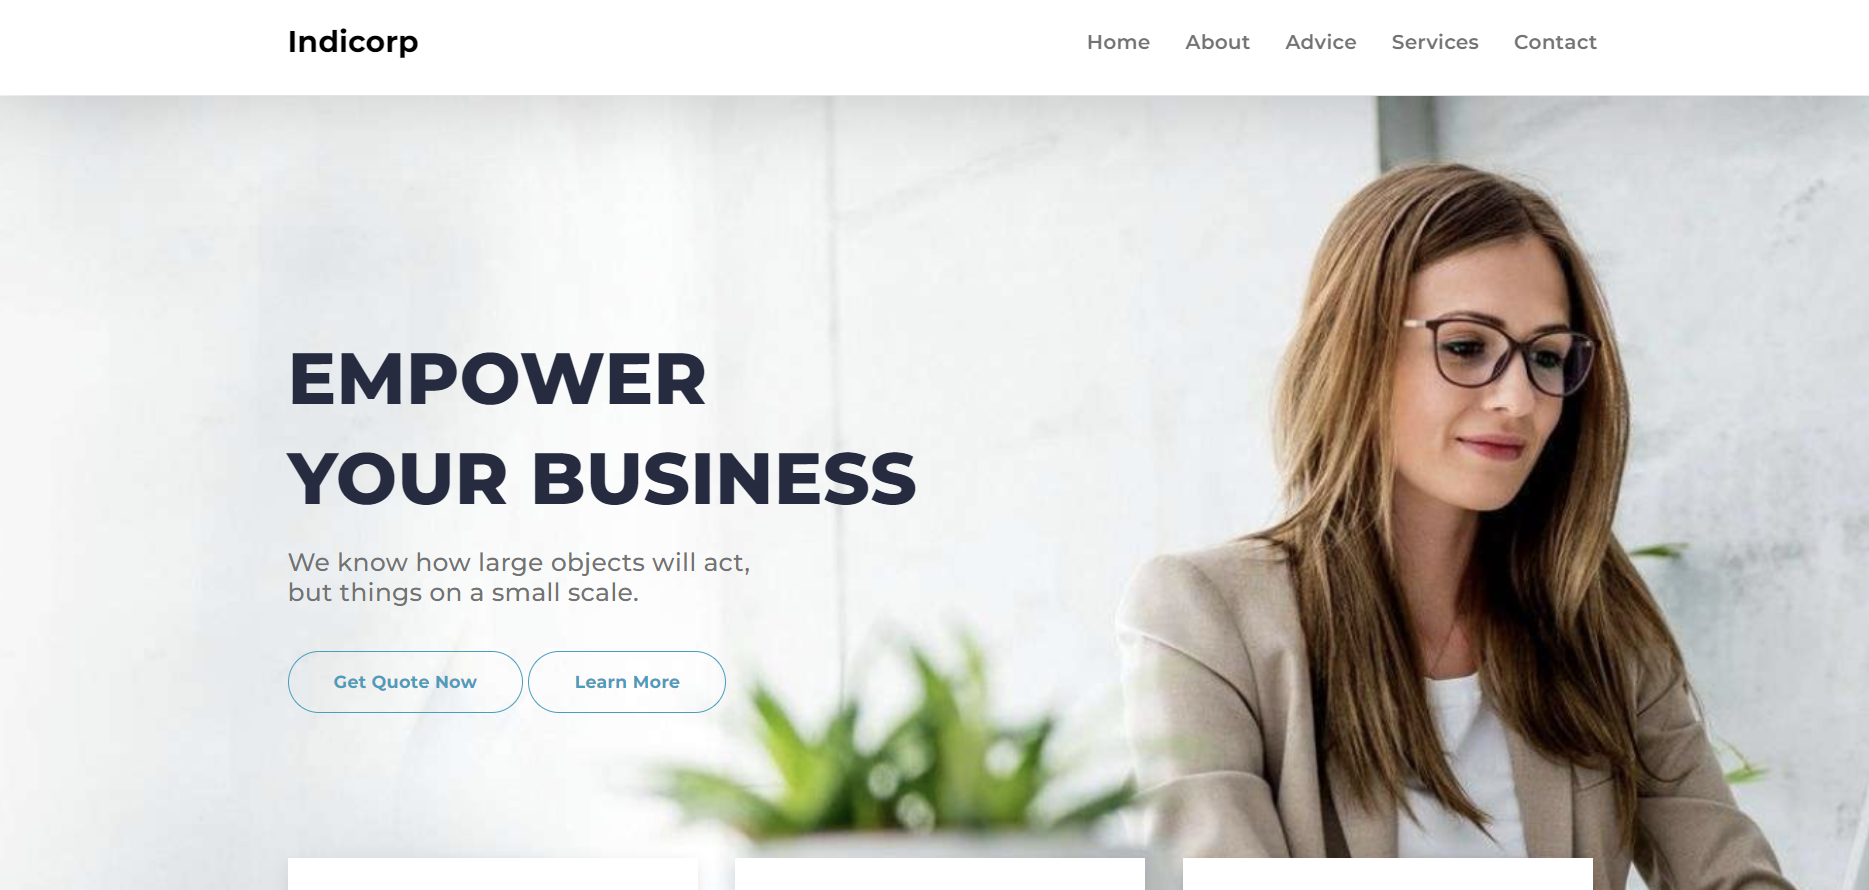 Indicorp
Home About Advice Services Contact
EMPOWER
YOUR BUSINESS
We know how large objects will act,
but things on a small scale.
Get Quote Now Learn More